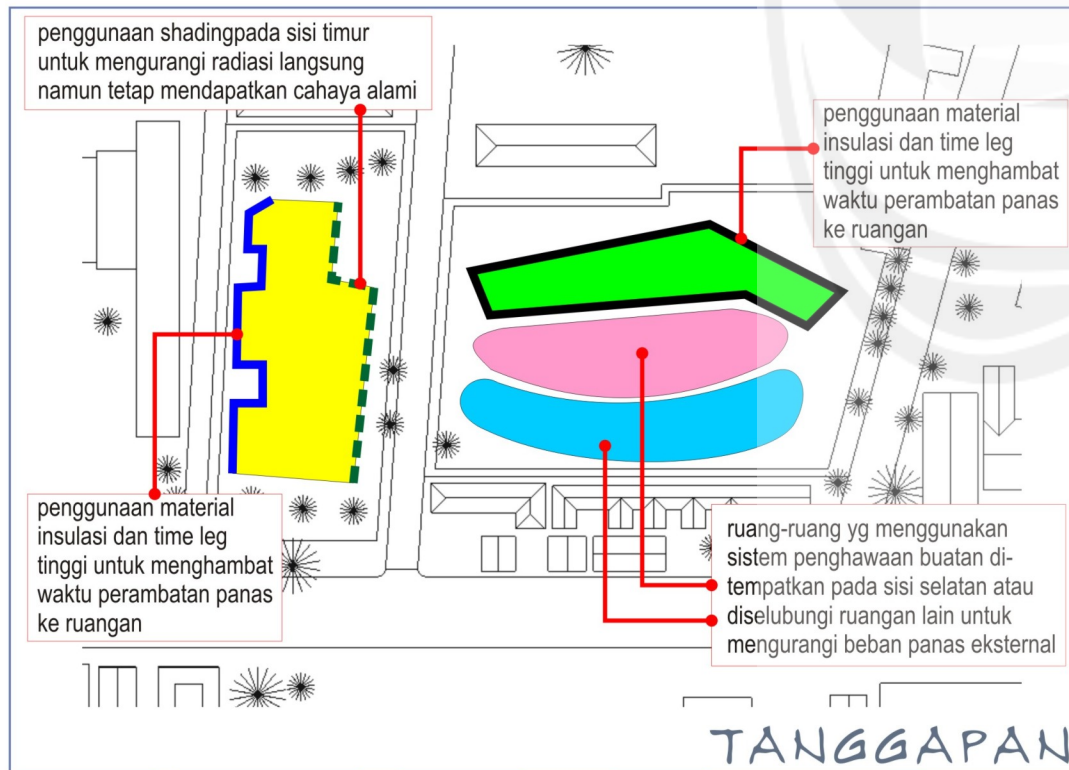 penggunaan shadingpada sisi timur
untuk mengurangi radiasi langsung
namun tetap mendapatkan cahaya alami
penggunaan material
insulasi dan time leg
tinggi untuk menghambat
waktu perambatan panas
ke ruangan
penggunaan material
insulasi dan time leg
tinggi untuk menghambat
waktu perambatan panas
ke ruangan
ruang-ruang yg menggunakan
sistem penghawaan buatan di-
tempatkan pada sisi selatan atau
diselubungi ruangan lain untuk
mengurangi beban panas eksternal
TANGGAPAN